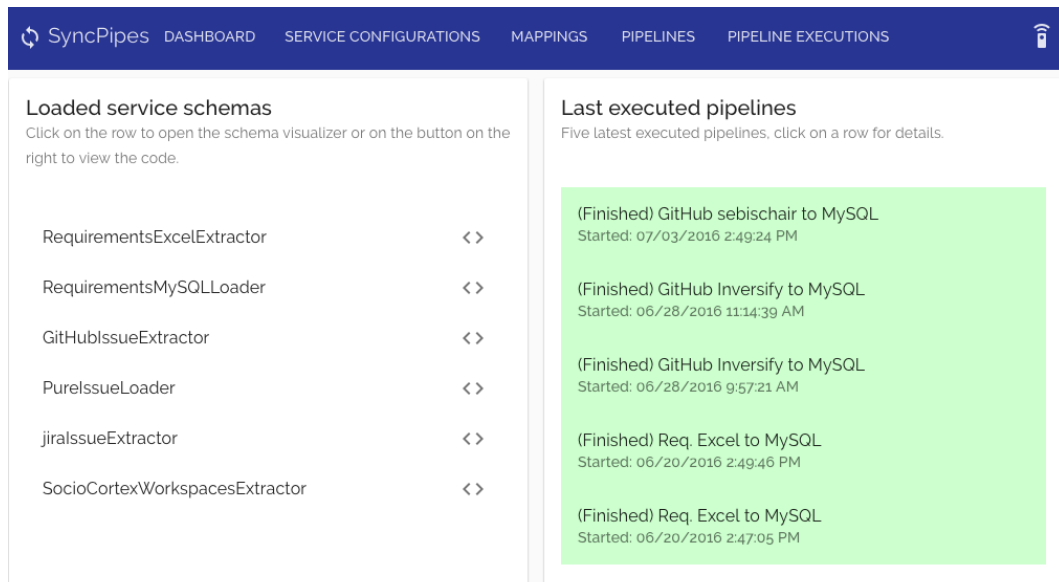 SyncPipes DASHBOARD SERVICE CONFIGURATIONS MAPPINGS PIPELINES PIPELINE EXECUTIONS
Loaded service schemas
Click on the row to open the schema visualizer or on the button on the
right to view the code.
RequirementsExcelExtractor
RequirementsMySQLLoader
GitHubIssueExtractor
PureIssueLoader
jiraIssueExtractor
SocioCortexWorkspacesExtractor
Last executed pipelines
Five latest executed pipelines, click on a row for details.
(Finished) GitHub sebischair to MySQL
Started: 07/03/2016 2:49:24 PM
(Finished) GitHub Inversify to MySQL
Started: 06/28/2016 11:14:39 AM
(Finished) GitHub Inversify to MySQL
Started: 06/28/2016 9:57:21 AM
(Finished) Req. Excel to MySQL
Started: 06/20/2016 2:49:46 PM
(Finished) Req. Excel to MySQL
Started: 06/20/2016 2:47:05 PM